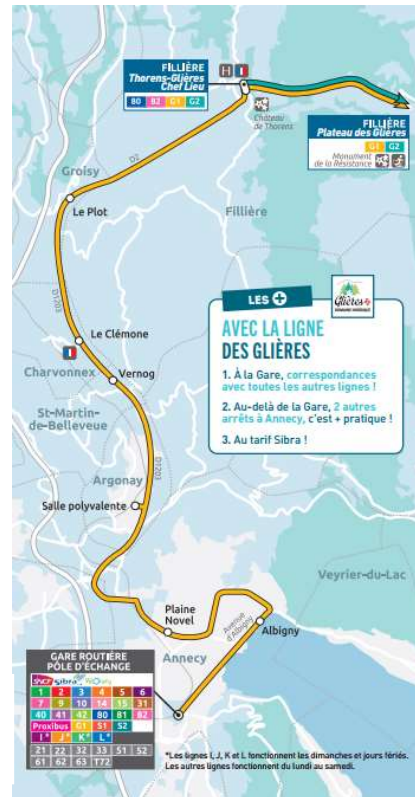 FILLIÈRE
Thorens-Glières
Chef Lieu
80 82 G1 G2
H
Château
de Thorens
FILLIÈRE
Plateau des Glières
G1 G2
Monument
de la Résistance
D2
Groisy
Le Plot
Fillière
D1203
LES +
Glières
DOMAINE NORDIQUE
AVEC LA LIGNE
DES GLIÈRES
1. À la Gare, correspondances
avec toutes les autres lignes !
2. Au-delà de la Gare, 2 autres
arrêts à Annecy, c'est + pratique !
3. Au tarif Sibra !
Le Clémone
Charvonnex
Vernog
St-Martin-
de-Belleveue
D1203
Argonay
Salle polyvalente
Veyrier-du-Lac
Plaine
Novel
Avenue
d'Albigny
Albigny
Annecy
GARE ROUTIÈRE
PÔLE D'ÉCHANGE
SNCF sibra
1 2 3 4 5 6
7 9 10 14 15 31
40 41 42 80 81 82
Proxibus G1 S1 S2
I* J* K* L*
21 22 32 33 51 52
61 62 63 T72
*Les lignes I, J, K et L fonctionnent les dimanches et jours fériés.
Les autres lignes fonctionnent du lundi au samedi.